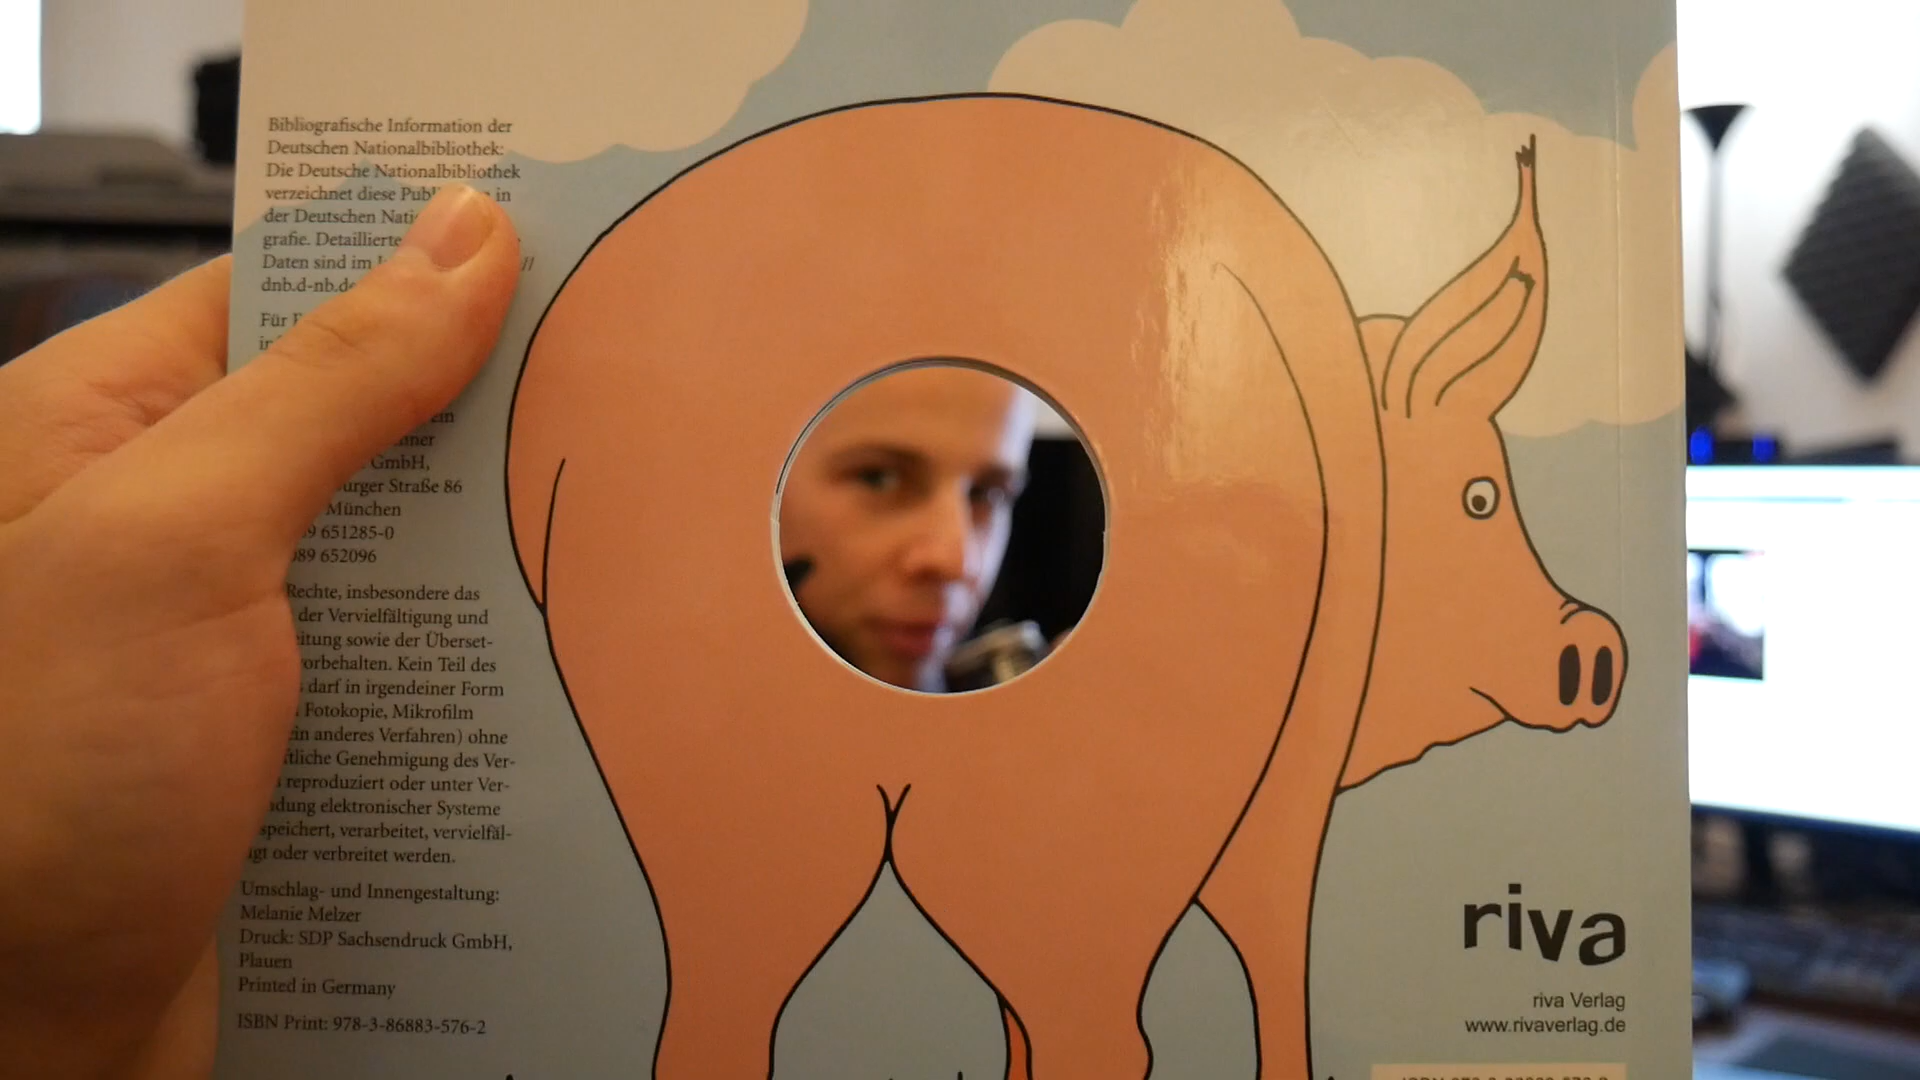 Bibliografische Information der
Deutschen Nationalbibliothek:
Die Deutsche Nationalbibliothek
verzeichnet diese in
der Deutschen
grafie. Detaillierte
Daten sind im
dnb.d-nb.de
Für
GmbH,
Straße 86
München
651285-0
089 652096
Rechte, insbesondere das
der Vervielfältigung und
sowie der Überset-
vorbehalten. Kein Teil des
darf in irgendeiner Form
Fotokopie, Mikrofilm
ein anderes Verfahren) ohne
Genehmigung des Ver-
reproduziert oder unter Ver-
elektronischer Systeme
verarbeitet, vervielfäl-
oder verbreitet werden.
Umschlag- und Innengestaltung:
Melanie Melzer
Druck: SDP Sachsendruck GmbH,
Plauen
Printed in Germany
ISBN Print: 978-3-86883-576-2
riva
riva Verlag
www.rivaverlag.de